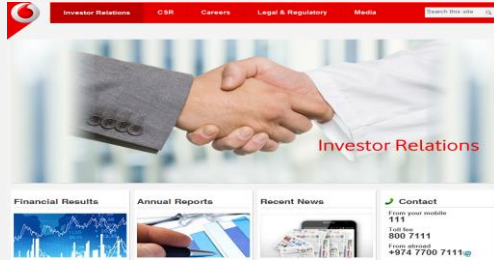 Investor Relations CSR Careers Legal & Regulatory Media Search this site
Investor Relations
Financial Results Annual Reports Recent News Contact
From your mobile
111
Toll fee
800 7111
From abroad
+974 7700 7111